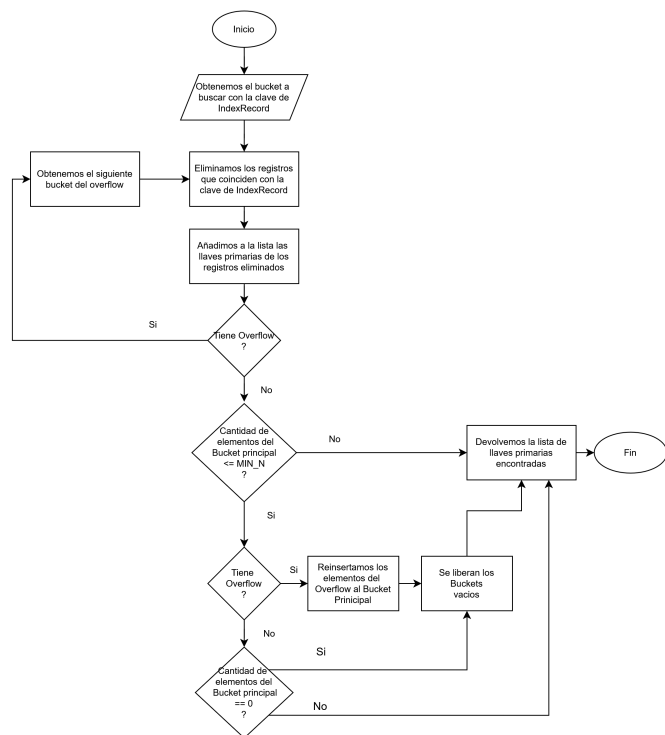 Inicio
Obtenemos el bucket a
buscar con la clave de
IndexRecord
Obtenemos el siguiente
bucket del overflow
Eliminamos los registros
que coinciden con la
clave de IndexRecord
Añadimos a la lista las
llaves primarias de los
registros eliminados
Si
Tiene Overflow
?
No
Cantidad de
elementos del
Bucket principal
<= MIN_N
?
No
Devolvemos la lista de
llaves primarias
encontradas
Fin
Si
Tiene
Overflow
?
Si
Reinsertamos los
elementos del
Overflow al Bucket
Prinicipal
Se liberan los
Buckets
vacios
No
Si
Cantidad de
elementos del
Bucket principal
== 0
?
No